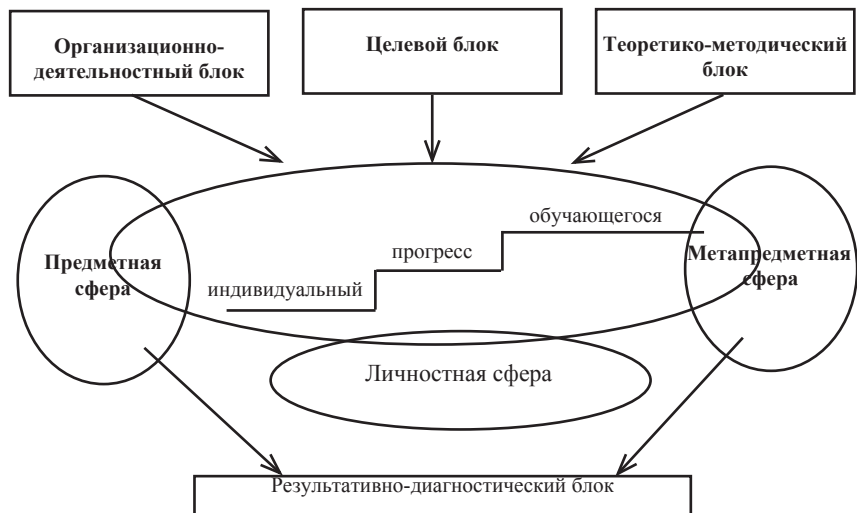 Организационно-
деятельностный блок
Целевой блок
Теоретико-методический
блок
обучающегося
прогресс
индивидуальный
Предметная
сфера
Метапредметная
сфера
Личностная сфера
Результативно-диагностический блок